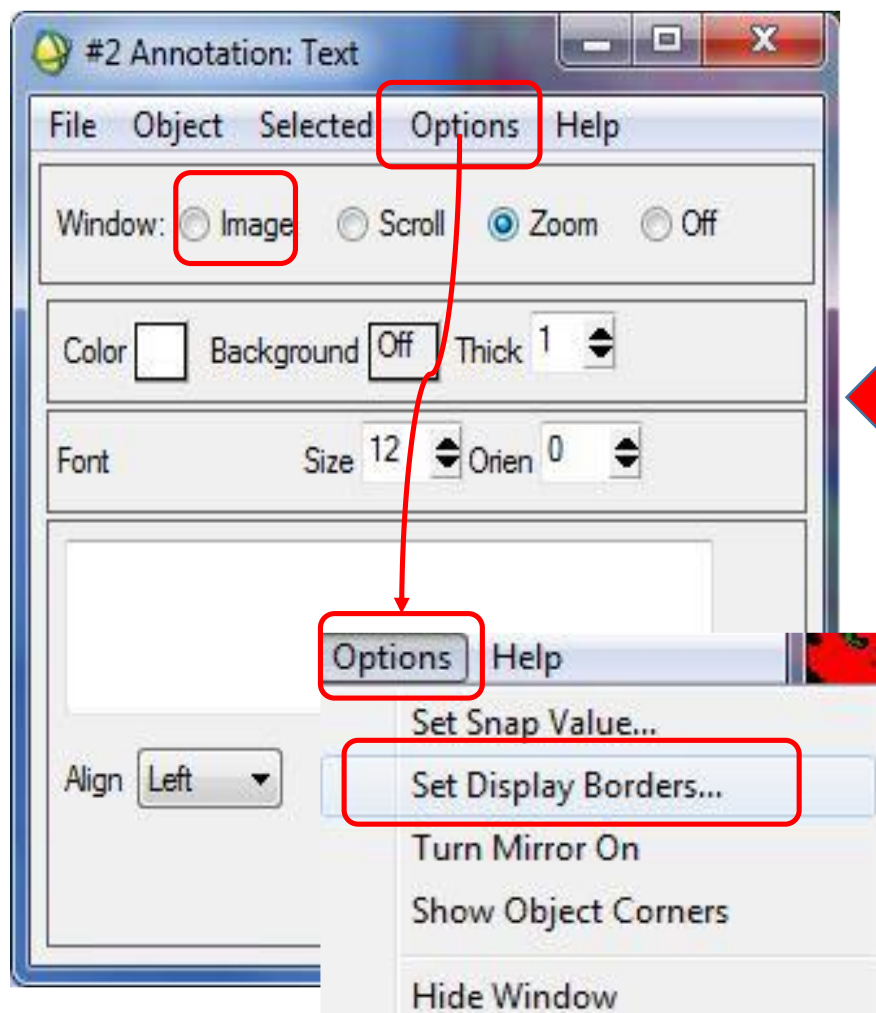 #2 Annotation: Text
File Object Selected Options Help
Window: Image Scroll Zoom Off
Color Background Off Thick 1
Font Size 12 Orien 0
Options Help
Set Snap Value...
Align Left
Set Display Borders...
Turn Mirror On
Show Object Corners
Hide Window